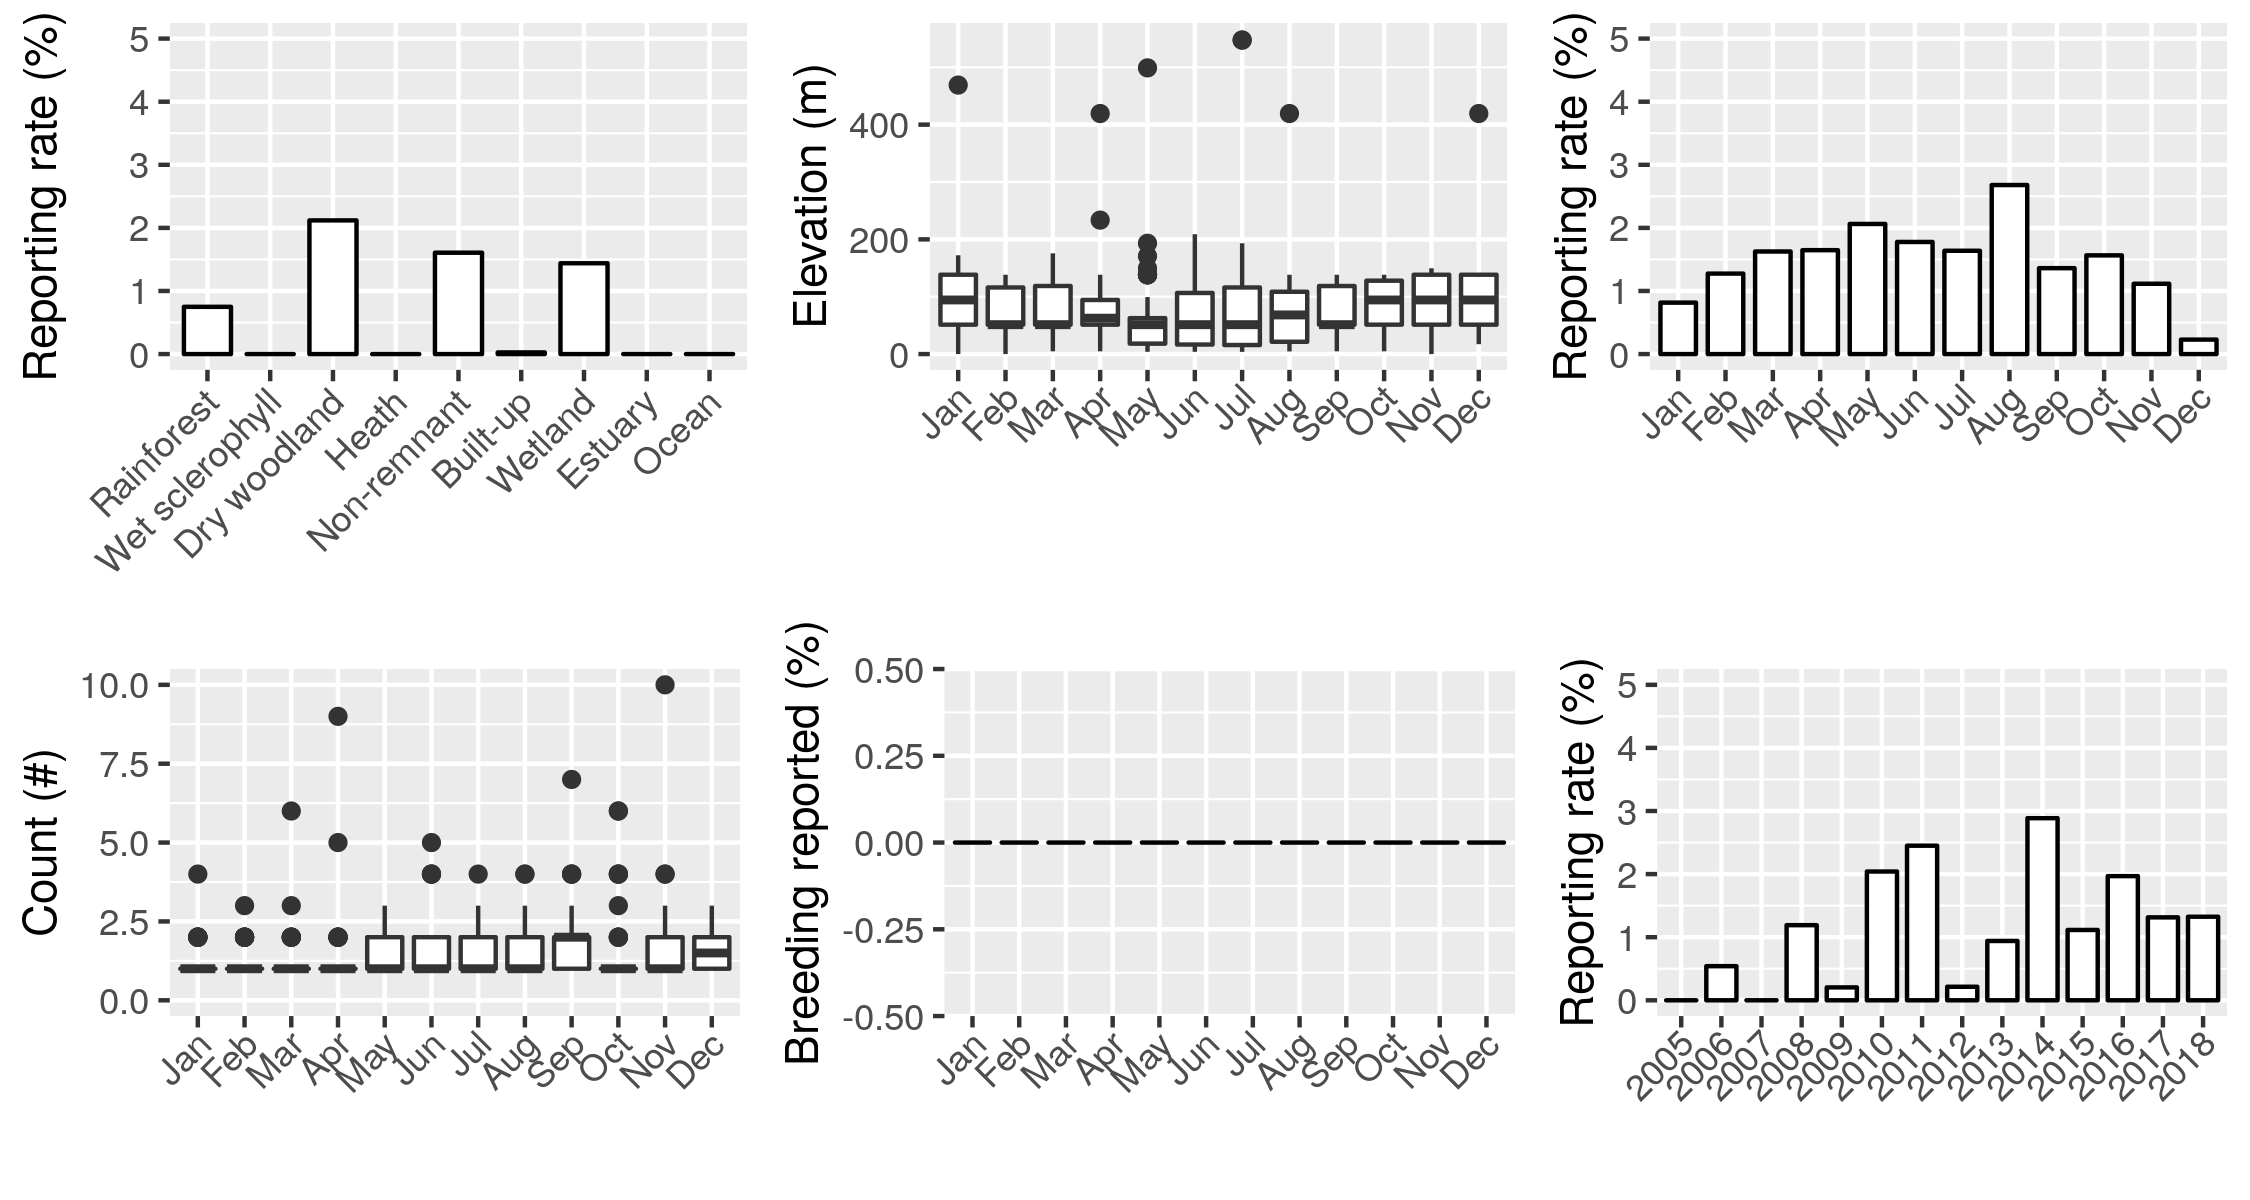 Reporting rate (%)
5
4
3
2
1
0
Rainforest
Wet sclerophyll
Dry woodland
Heath
Non-remnant
Built-up
Wetland
Estuary
Ocean
Elevation (m)
400
200
0
Jan
Feb
Mar
Apr
May
Jun
Jul
Aug
Sep
Oct
Nov
Dec
Reporting rate (%)
5
4
3
2
1
0
Jan
Feb
Mar
Apr
May
Jun
Jul
Aug
Sep
Oct
Nov
Dec
Count (#)
10.0
7.5
5.0
2.5
0.0
Jan
Feb
Mar
Apr
May
Jun
Jul
Aug
Sep
Oct
Nov
Dec
Breeding reported (%)
0.50
0.25
0.00
-0.25
-0.50
Jan
Feb
Mar
Apr
May
Jun
Jul
Aug
Sep
Oct
Nov
Dec
Reporting rate (%)
5
4
3
2
1
0
2005
2006
2007
2008
2009
2010
2011
2012
2013
2014
2015
2016
2017
2018